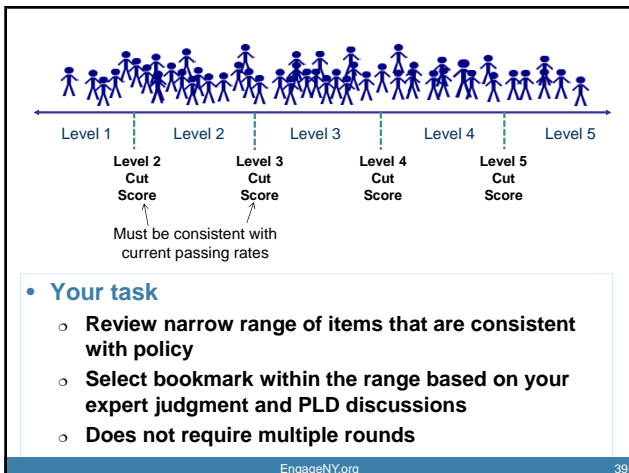 Level 1 Level 2 Level 3 Level 4 Level 5
Level 2 Level 3 Level 4 Level 5
Cut Cut Cut Cut
Score Score Score Score
Must be consistent with
current passing rates
• Your task
o Review narrow range of items that are consistent
with policy
o Select bookmark within the range based on your
expert judgment and PLD discussions
o Does not require multiple rounds
EngageNY.org 39